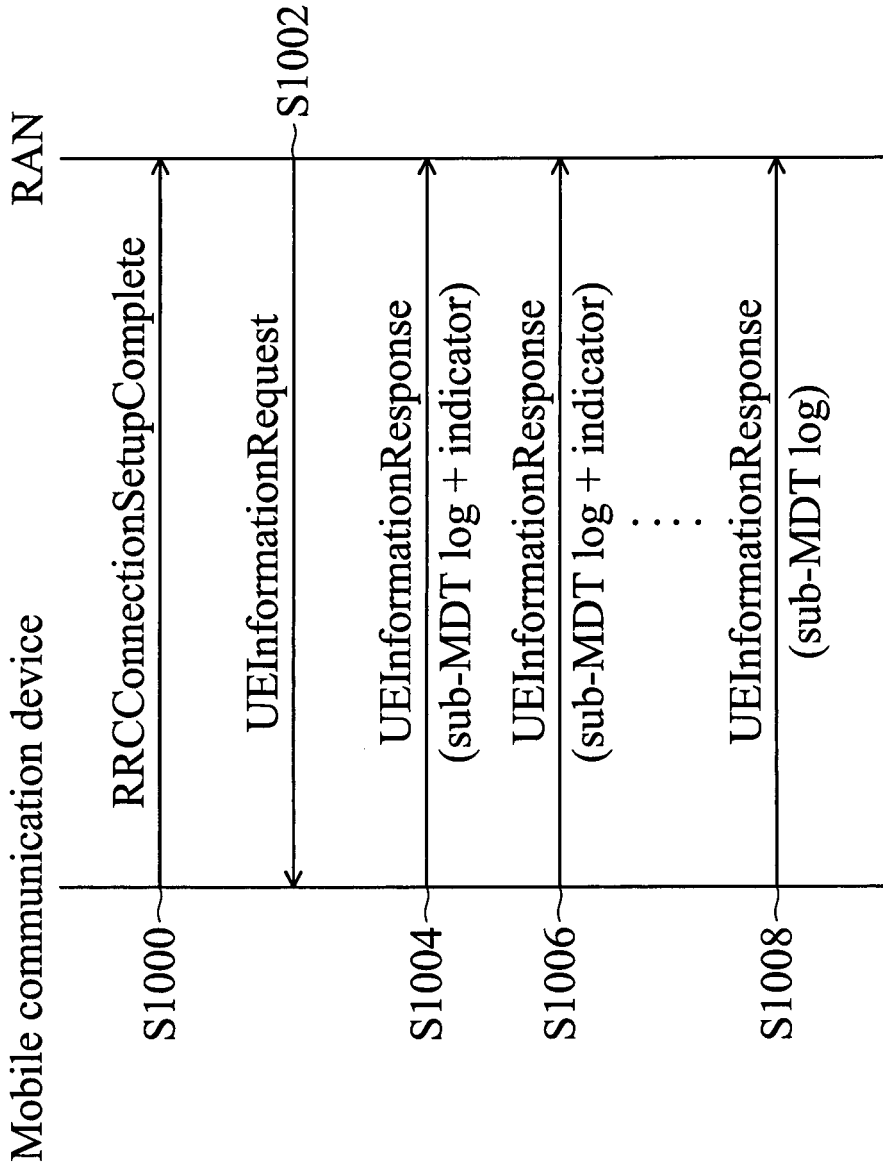 Mobile communication device
RAN
RRCConnectionSetupComplete
S1000
UEInformationRequest
S1002
UEInformationResponse
(sub-MDT log + indicator)
S1004
UEInformationResponse
(sub-MDT log + indicator)
S1006
....
UEInformationResponse
(sub-MDT log)
S1008